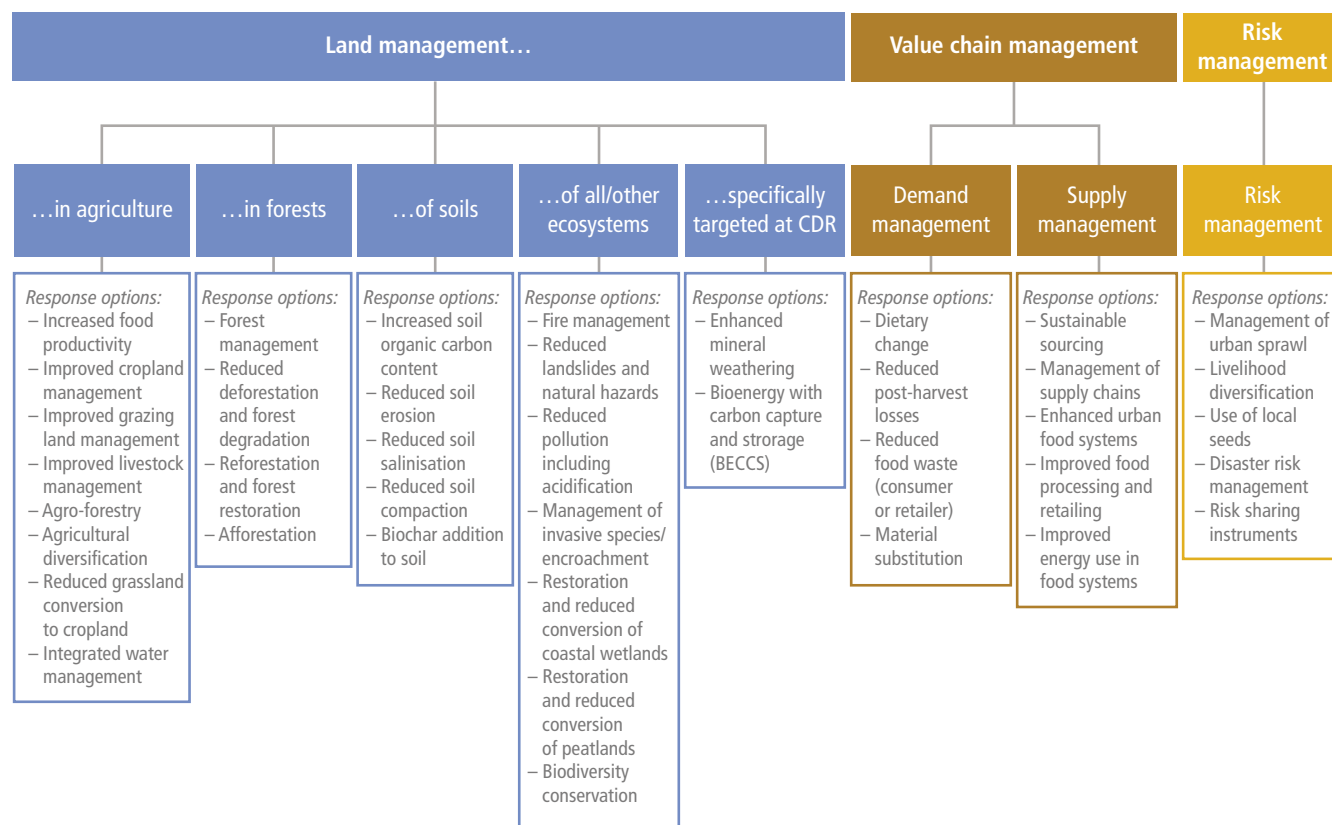 Land management…
Value chain management
Risk
management
…in agriculture
…in forests
…of soils
…of all/other
ecosystems
…specifically
targeted at CDR
Demand
management
Supply
management
Risk
management
Response options:
– Increased food
productivity
– Improved cropland
management
– Improved grazing
land management
– Improved livestock
management
– Agro-forestry
– Agricultural
diversification
– Reduced grassland
conversion
to cropland
– Integrated water
management
Response options:
– Forest
management
– Reduced
deforestation
and forest
degradation
– Reforestation
and forest
restoration
– Afforestation
Response options:
– Increased soil
organic carbon
content
– Reduced soil
erosion
– Reduced soil
salinisation
– Reduced soil
compaction
– Biochar addition
to soil
Response options:
– Fire management
– Reduced
landslides and
natural hazards
– Reduced
pollution
including
acidification
– Management of
invasive species/
encroachment
– Restoration
and reduced
conversion of
coastal wetlands
– Restoration
and reduced
conversion
of peatlands
– Biodiversity
conservation
Response options:
– Enhanced
mineral
weathering
– Bioenergy with
carbon capture
and strorage
(BECCS)
Response options:
– Dietary
change
– Reduced
post-harvest
losses
– Reduced
food waste
(consumer
or retailer)
– Material
substitution
Response options:
– Sustainable
sourcing
– Management of
supply chains
– Enhanced urban
food systems
– Improved food
processing and
retailing
– Improved
energy use in
food systems
Response options:
– Management of
urban sprawl
– Livelihood
diversification
– Use of local
seeds
– Disaster risk
management
– Risk sharing
instruments